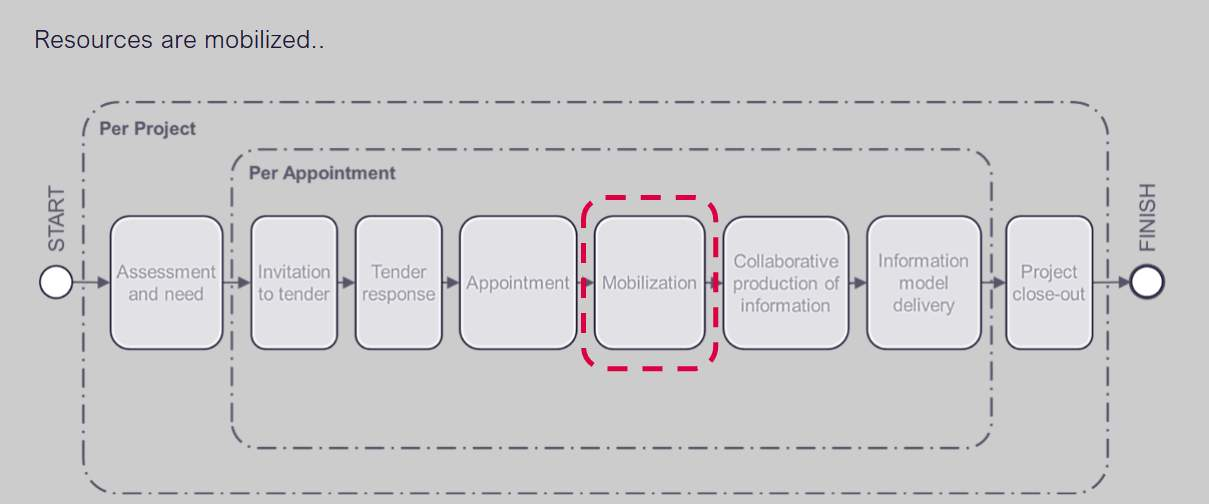 Resources are mobilized..
Per Project
Per Appointment
START
Assessment
and need
Invitation
to tender
Tender
response
Appointment
Mobilization
Collaborative
production of
information
Information
model
delivery
Project
close-out
FINISH